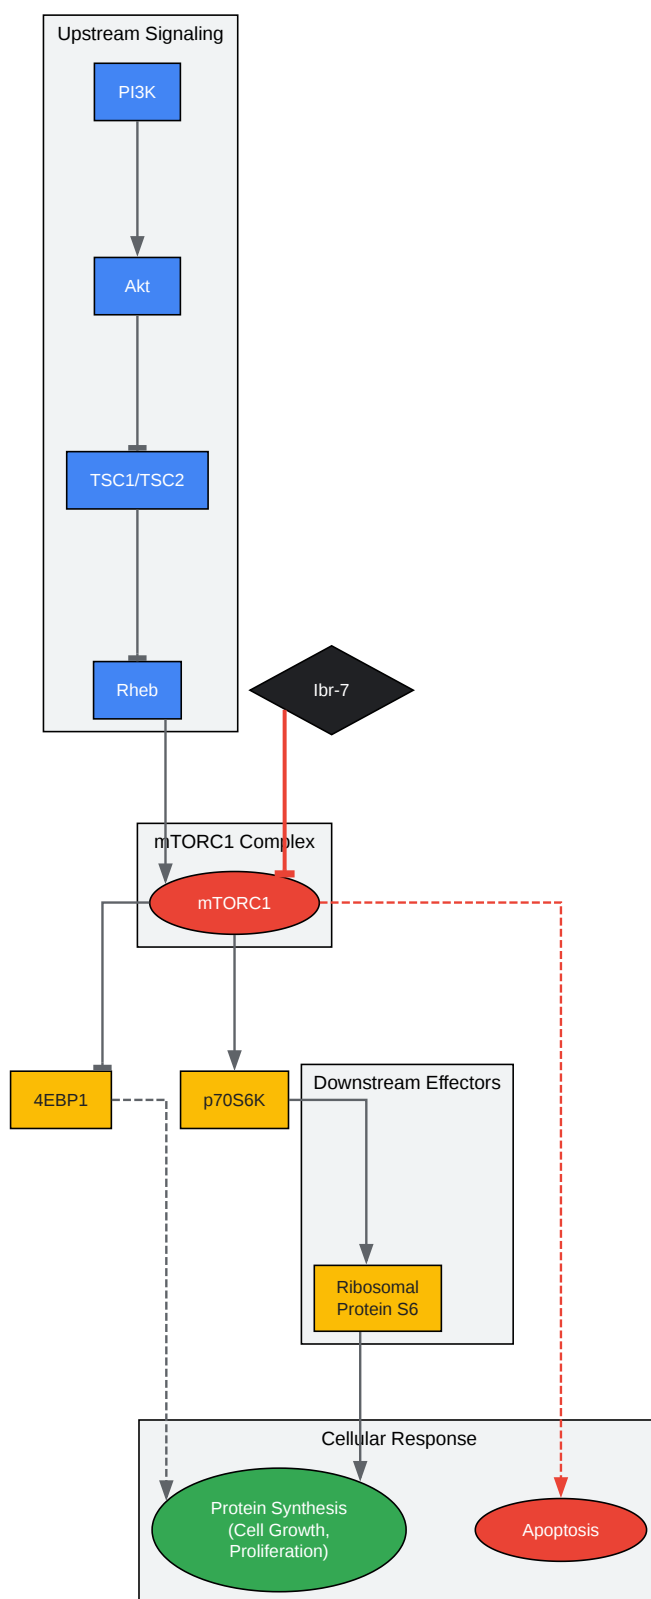 Upstream Signaling
PI3K
Akt
TSC1/TSC2
Rheb
Ibr-7
mTORC1 Complex
mTORC1
Downstream Effectors
4EBP1
p70S6K
Ribosomal
Protein S6
Cellular Response
Protein Synthesis
(Cell Growth,
Proliferation)
Apoptosis